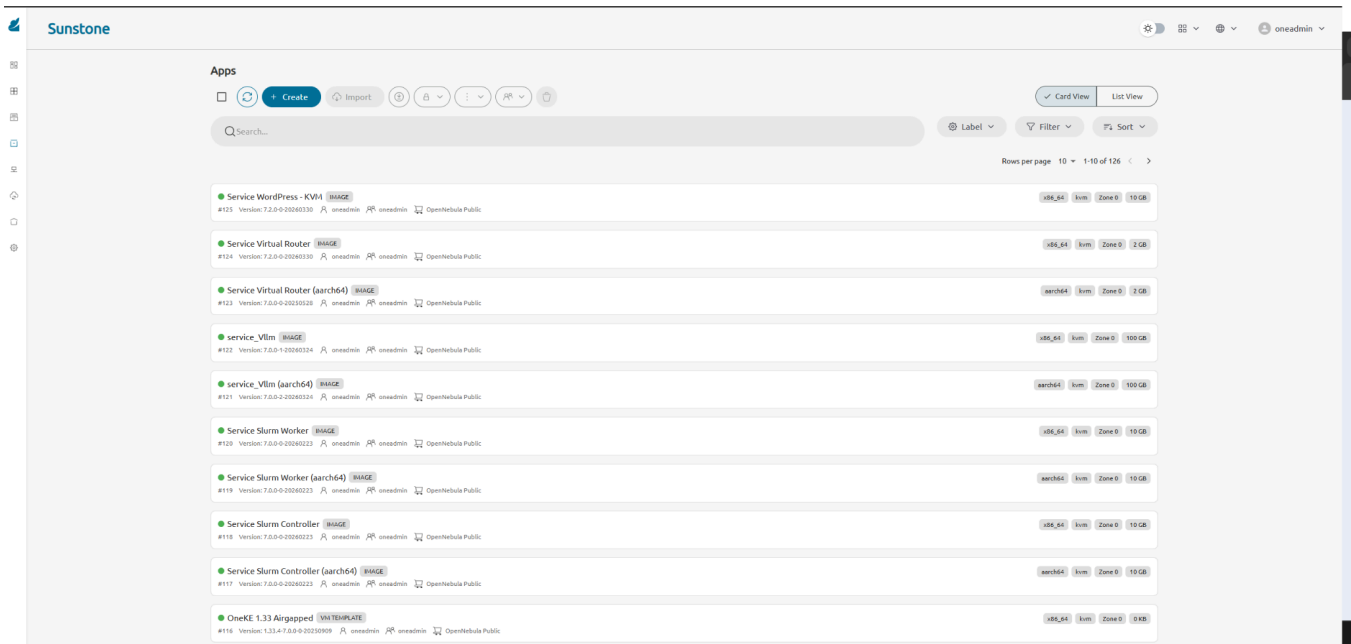 Sunstone
oneadmin
Apps
+ Create
Import
Card View
List View
Search...
Label
Filter
Sort
Rows per page 10 1-10 of 126
Service WordPress - KVM IMAGE
x86_64 kvm Zone 0 10 GB
#125 Version: 7.2.0-0-20260330 oneadmin oneadmin OpenNebula Public
Service Virtual Router IMAGE
x86_64 kvm Zone 0 2 GB
#124 Version: 7.2.0-0-20260330 oneadmin oneadmin OpenNebula Public
Service Virtual Router (aarch64) IMAGE
aarch64 kvm Zone 0 2 GB
#123 Version: 7.0.0-0-20250528 oneadmin oneadmin OpenNebula Public
service_Vllm IMAGE
x86_64 kvm Zone 0 100 GB
#122 Version: 7.0.0-1-20260324 oneadmin oneadmin OpenNebula Public
service_Vllm (aarch64) IMAGE
aarch64 kvm Zone 0 100 GB
#121 Version: 7.0.0-2-20260324 oneadmin oneadmin OpenNebula Public
Service Slurm Worker IMAGE
x86_64 kvm Zone 0 10 GB
#120 Version: 7.0.0-0-20260223 oneadmin oneadmin OpenNebula Public
Service Slurm Worker (aarch64) IMAGE
aarch64 kvm Zone 0 10 GB
#119 Version: 7.0.0-0-20260223 oneadmin oneadmin OpenNebula Public
Service Slurm Controller IMAGE
x86_64 kvm Zone 0 10 GB
#118 Version: 7.0.0-0-20260223 oneadmin oneadmin OpenNebula Public
Service Slurm Controller (aarch64) IMAGE
aarch64 kvm Zone 0 10 GB
#117 Version: 7.0.0-0-20260223 oneadmin oneadmin OpenNebula Public
OneKE 1.33 Airgapped VM TEMPLATE
x86_64 kvm Zone 0 0 KB
#116 Version: 1.33.4-7.0.0-0-20250909 oneadmin oneadmin OpenNebula Public